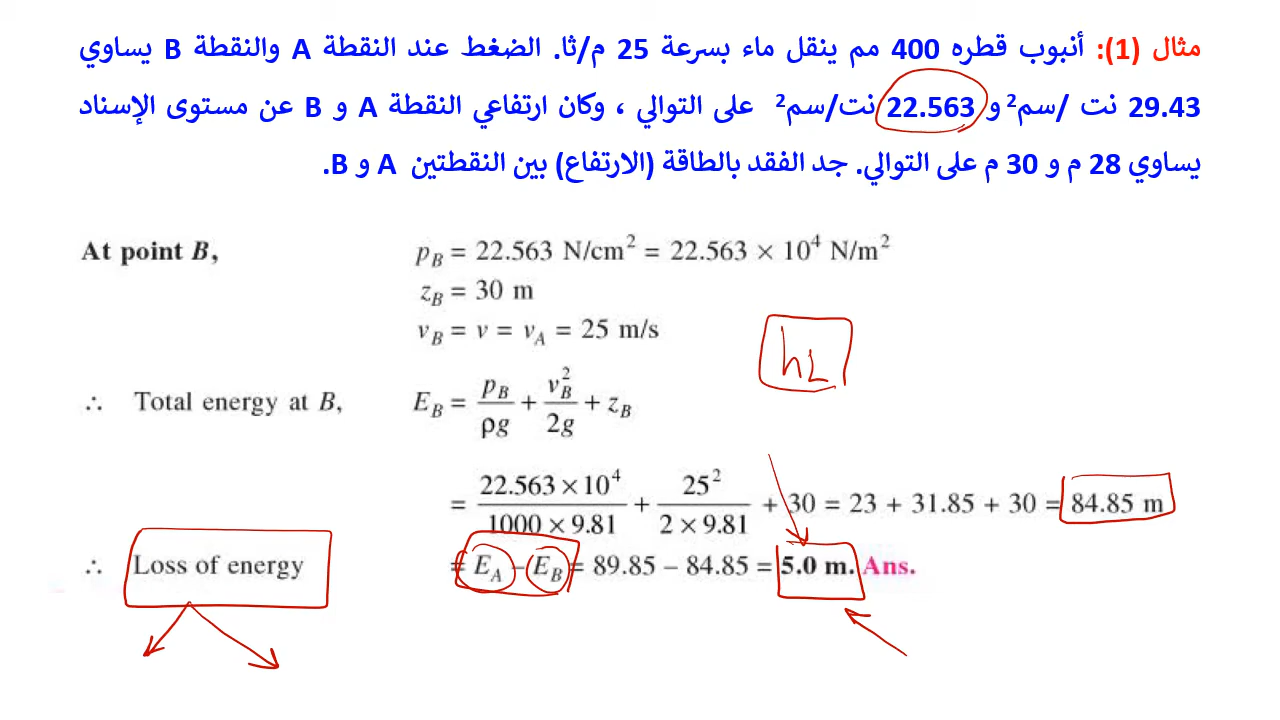 مثال (1): أنبوب قطره 400 مم ينقل ماء بسرعة 25 م/ثا. الضغط عند النقطة A والنقطة B يساوي
29.43 نت /سم² و 22.563 نت/سم² على التوالي ، وكان ارتفاعي النقطة A و B عن مستوى الإسناد
يساوي 28 م و 30 م على التوالي. جد الفقد بالطاقة (الارتفاع) بين النقطتين A و B.
At point B, p_B = 22.563 N/cm² = 22.563 × 10⁴ N/m²
z_B = 30 m
v_B = v = v_A = 25 m/s
hL
∴ Total energy at B, E_B = p_B/ρg + v_B²/2g + z_B
= 22.563 × 10⁴/1000 × 9.81 + 25²/2 × 9.81 + 30 = 23 + 31.85 + 30 = 84.85 m
∴ Loss of energy = E_A – E_B = 89.85 – 84.85 = 5.0 m. Ans.